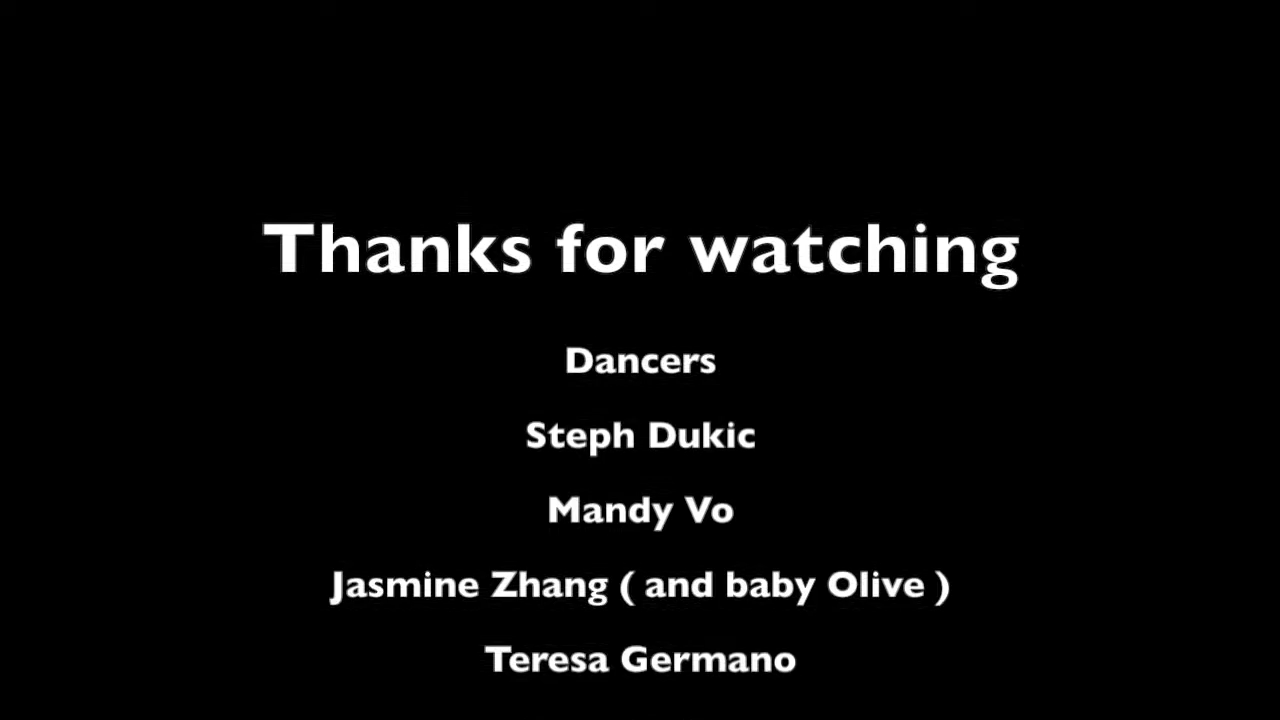 Thanks for watching
Dancers
Steph Dukic
Mandy Vo
Jasmine Zhang ( and baby Olive )
Teresa Germano